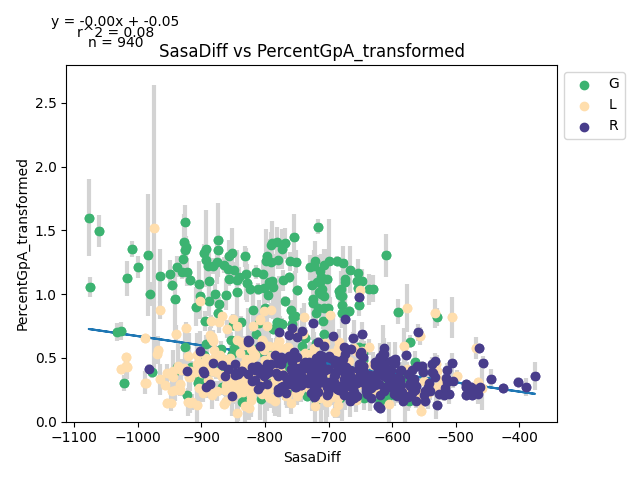 y = -0.00x + -0.05
r^2 = 0.08
n = 940
SasaDiff vs PercentGpA_transformed
G
L
R
PercentGpA_transformed
2.5
2.0
1.5
1.0
0.5
0.0
−1100 −1000 −900 −800 −700 −600 −500 −400
SasaDiff